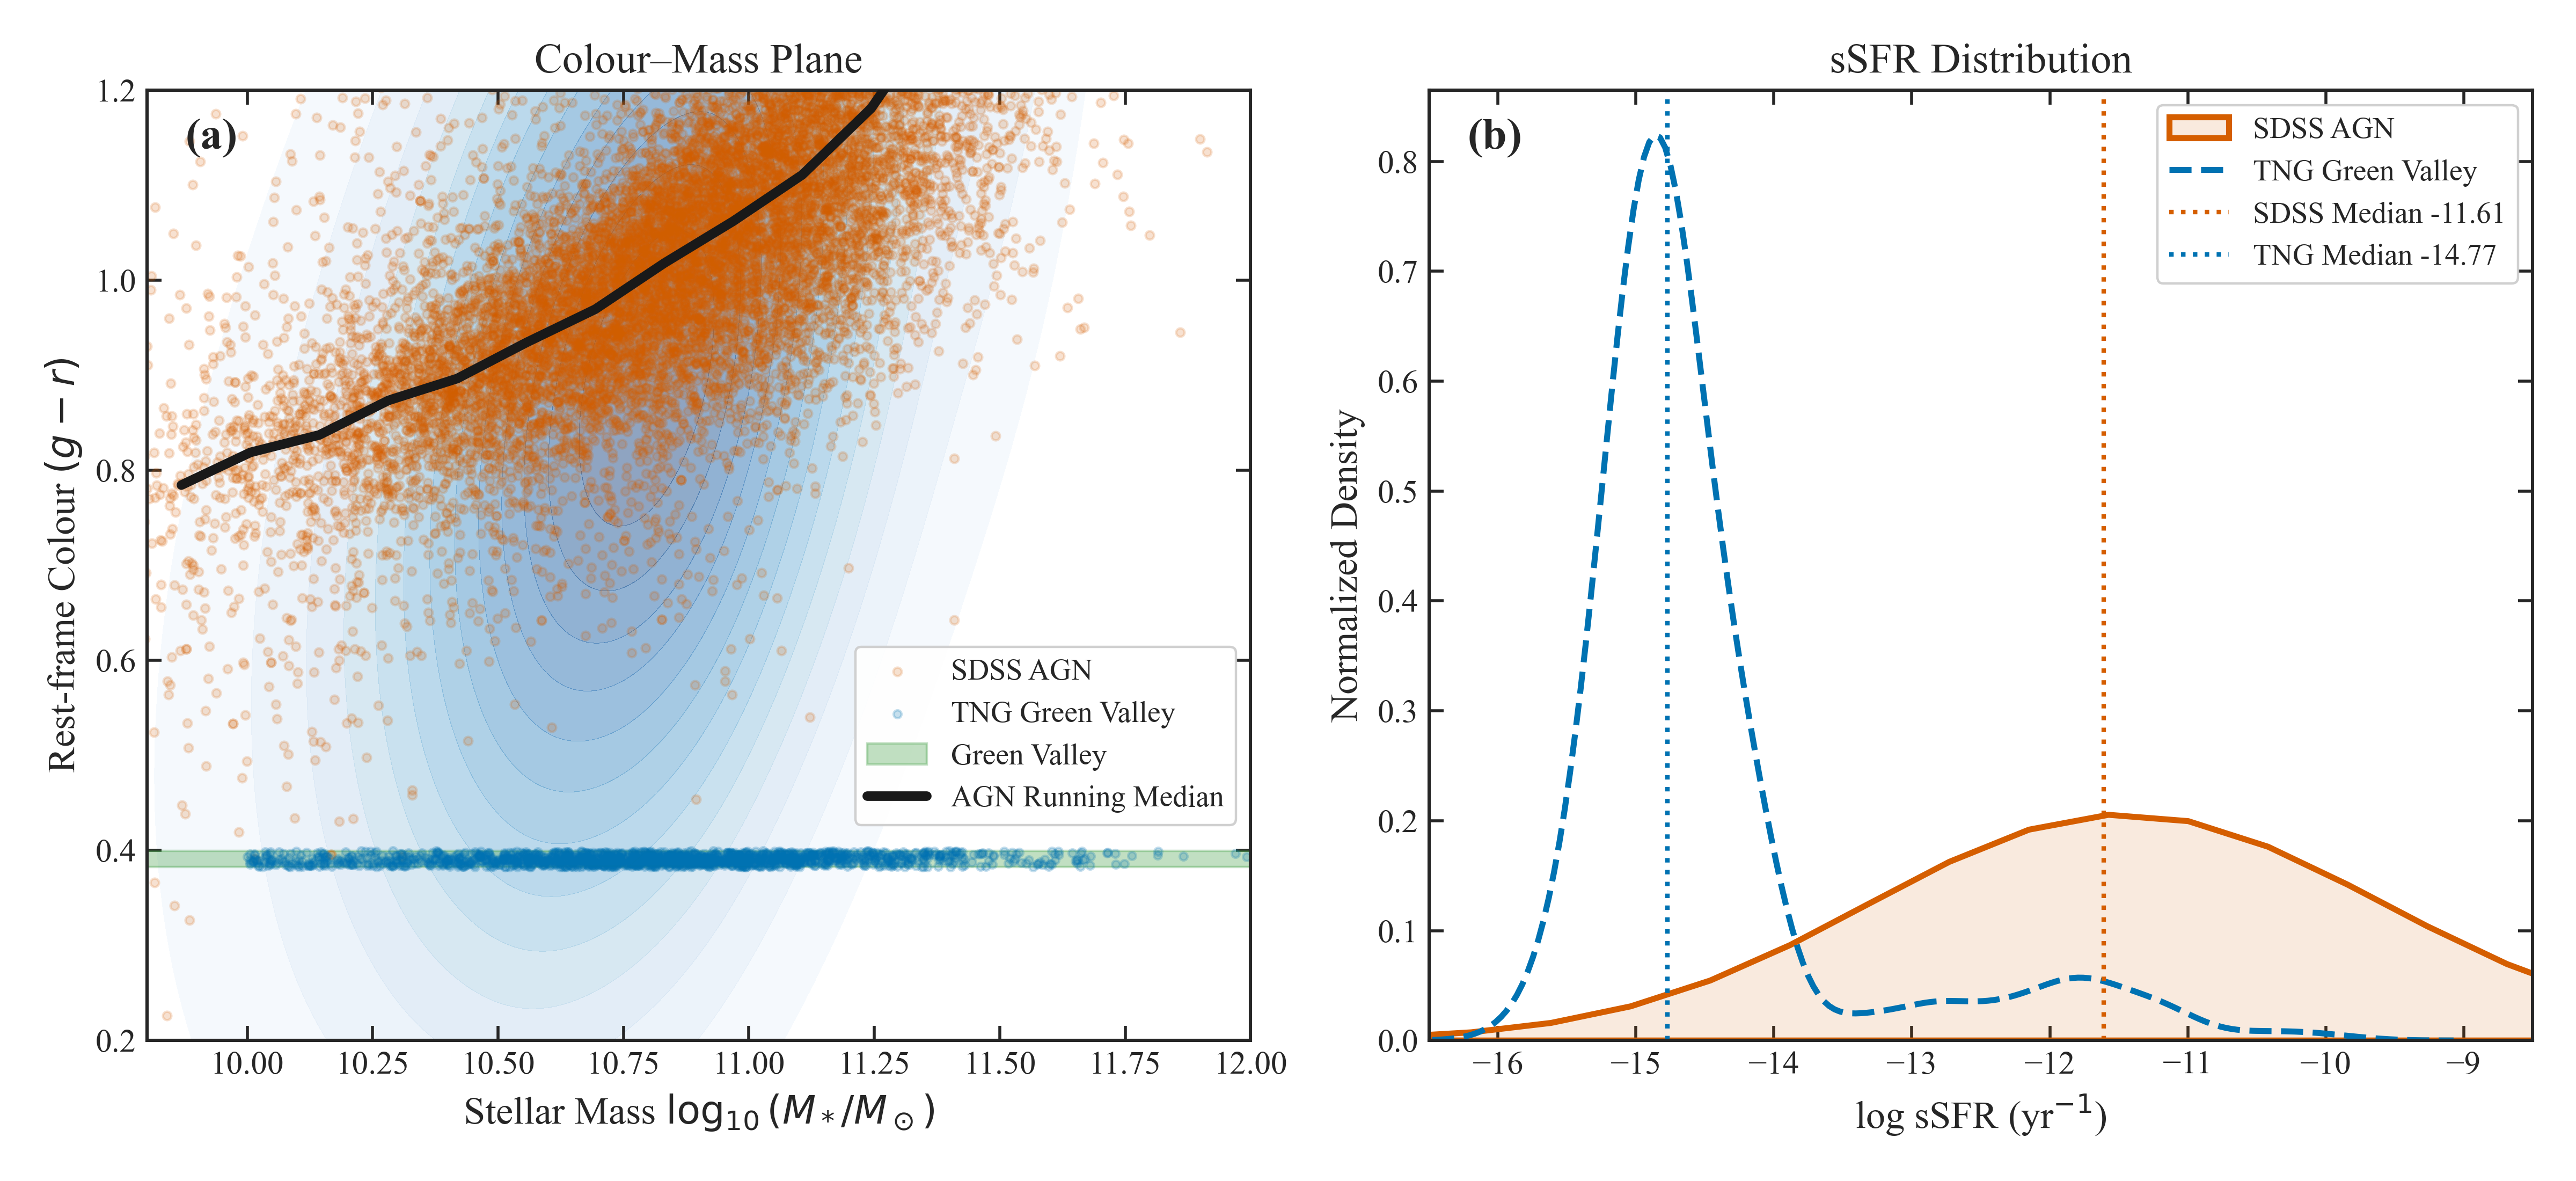 Colour–Mass Plane
(a)
1.2
1.0
0.8
0.6
0.4
0.2
Rest-frame Colour (g − r)
SDSS AGN
TNG Green Valley
Green Valley
AGN Running Median
10.00 10.25 10.50 10.75 11.00 11.25 11.50 11.75 12.00
Stellar Mass log₁₀ (M∗/M⊙)
sSFR Distribution
(b)
0.8
0.7
0.6
0.5
0.4
0.3
0.2
0.1
0.0
Normalized Density
SDSS AGN
TNG Green Valley
SDSS Median -11.61
TNG Median -14.77
−16 −15 −14 −13 −12 −11 −10 −9
log sSFR (yr⁻¹)